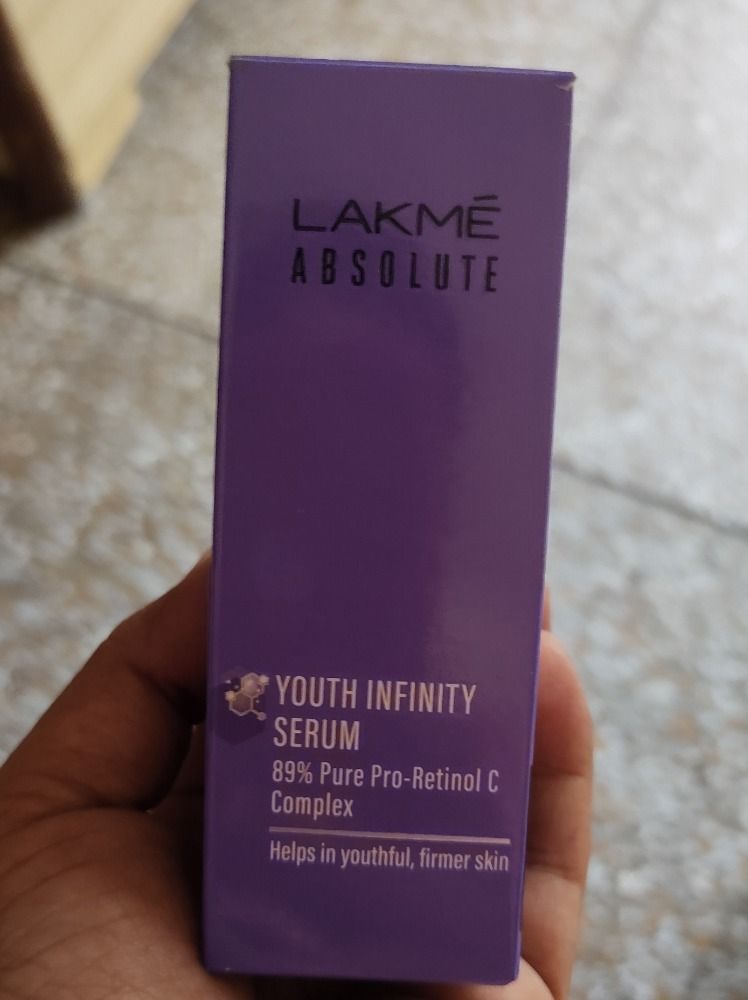 LAKMÉ
ABSOLUTE
YOUTH INFINITY
SERUM
89% Pure Pro-Retinol C
Complex
Helps in youthful, firmer skin